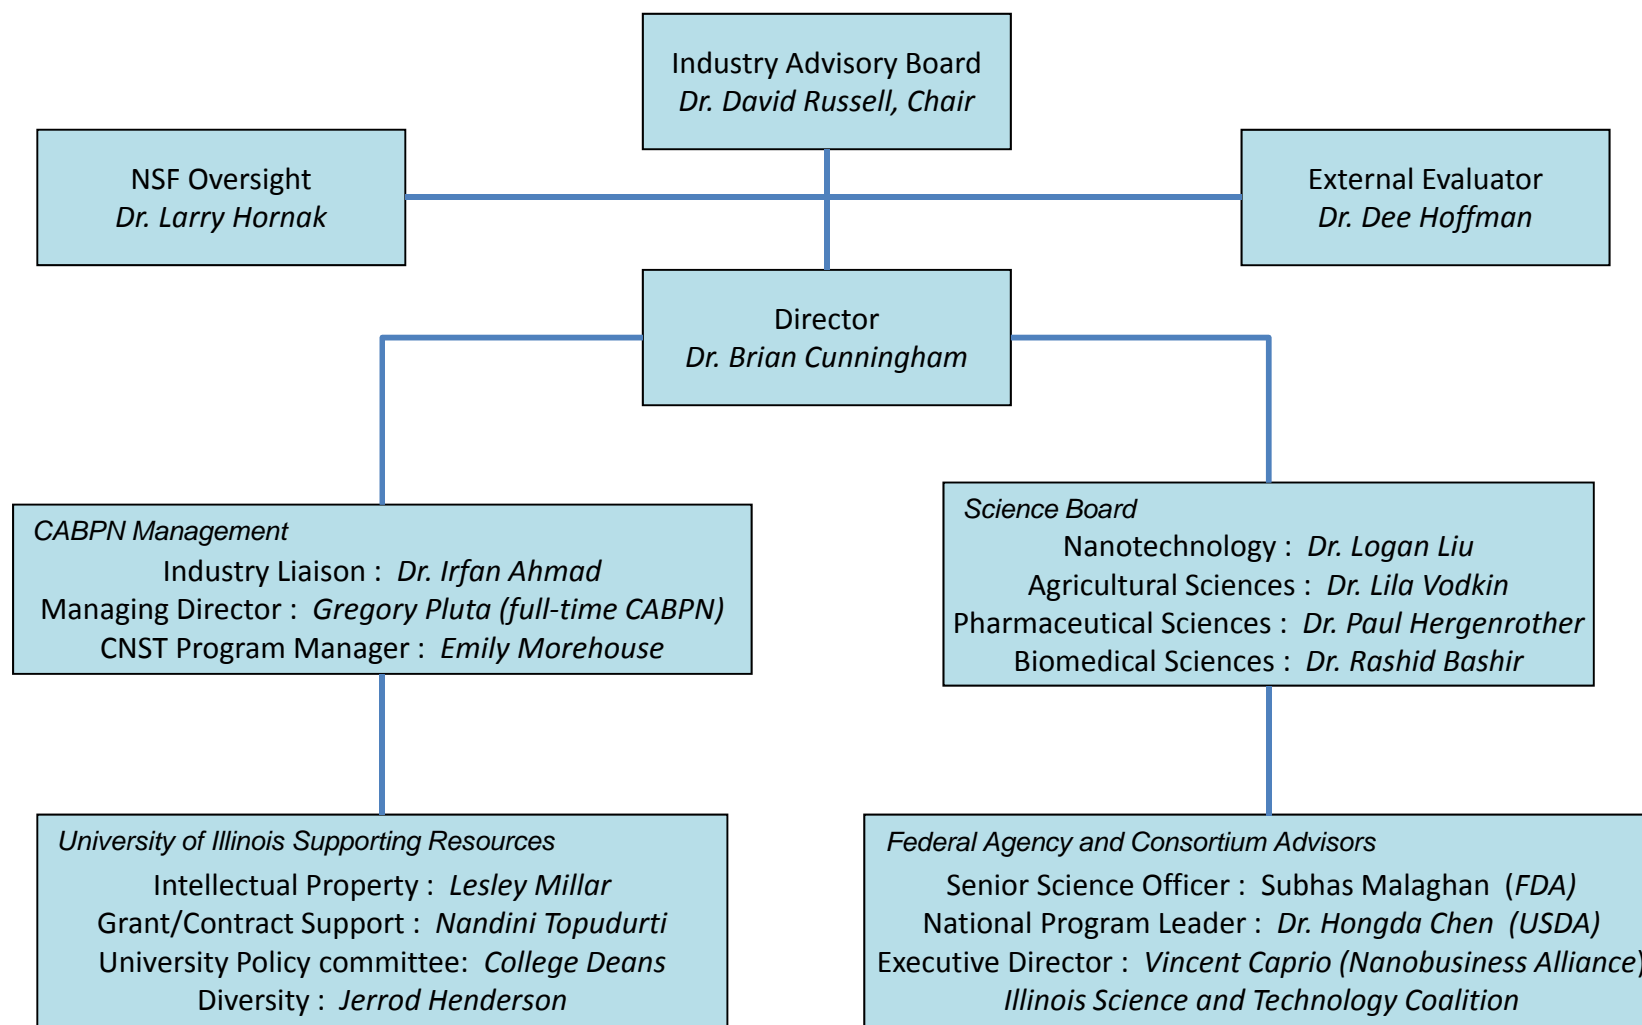 Industry Advisory Board
Dr. David Russell, Chair
NSF Oversight
Dr. Larry Hornak
External Evaluator
Dr. Dee Hoffman
Director
Dr. Brian Cunningham
CABPN Management
Industry Liaison : Dr. Irfan Ahmad
Managing Director : Gregory Pluta (full-time CABPN)
CNST Program Manager : Emily Morehouse
Science Board
Nanotechnology : Dr. Logan Liu
Agricultural Sciences : Dr. Lila Vodkin
Pharmaceutical Sciences : Dr. Paul Hergenrother
Biomedical Sciences : Dr. Rashid Bashir
University of Illinois Supporting Resources
Intellectual Property : Lesley Millar
Grant/Contract Support : Nandini Topudurti
University Policy committee: College Deans
Diversity : Jerrod Henderson
Federal Agency and Consortium Advisors
Senior Science Officer : Subhas Malaghan (FDA)
National Program Leader : Dr. Hongda Chen (USDA)
Executive Director : Vincent Caprio (Nanobusiness Alliance)
Illinois Science and Technology Coalition